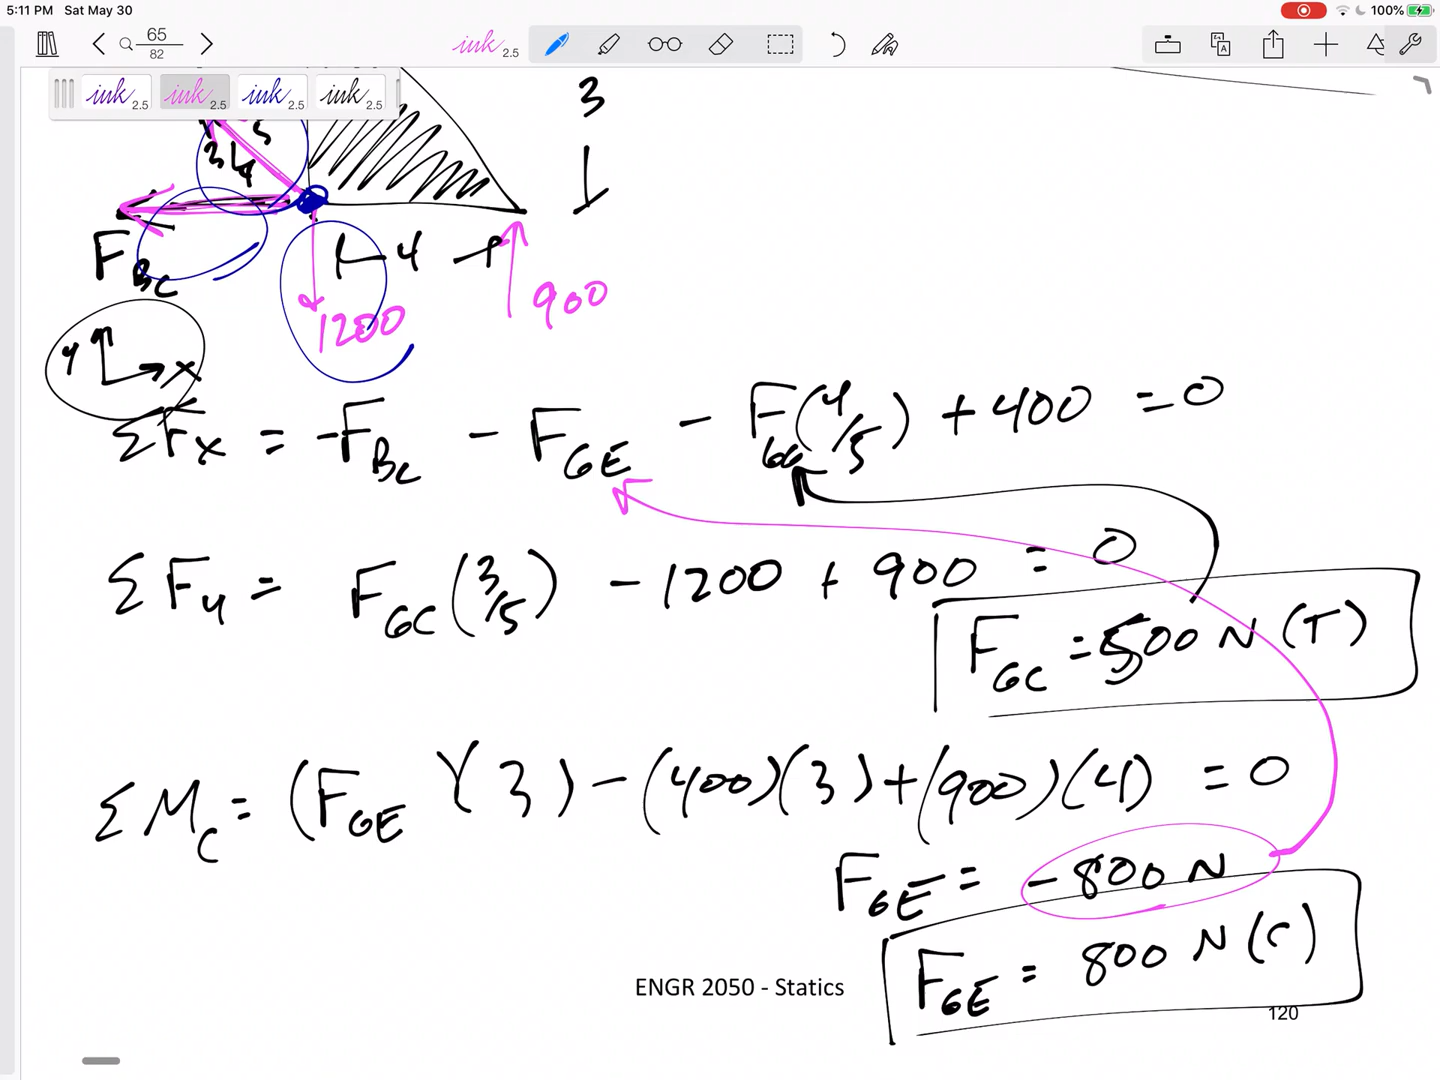 5:11 PM Sat May 30
100%
65
82
ink 2.5
ink 2.5
ink 2.5
ink 2.5
ink 2.5
3
5
3 4
F_BC
4
1200
900
y
x
ΣFx = -F_BC - F_GE - F_GC(4/5) + 400 = 0
ΣFy = F_GC(3/5) - 1200 + 900 = 0
F_GC = 500 N (T)
ΣM_C = (F_GE)(3) - (400)(3) + (900)(4) = 0
F_GE = -800 N
F_GE = 800 N (C)
ENGR 2050 - Statics
120